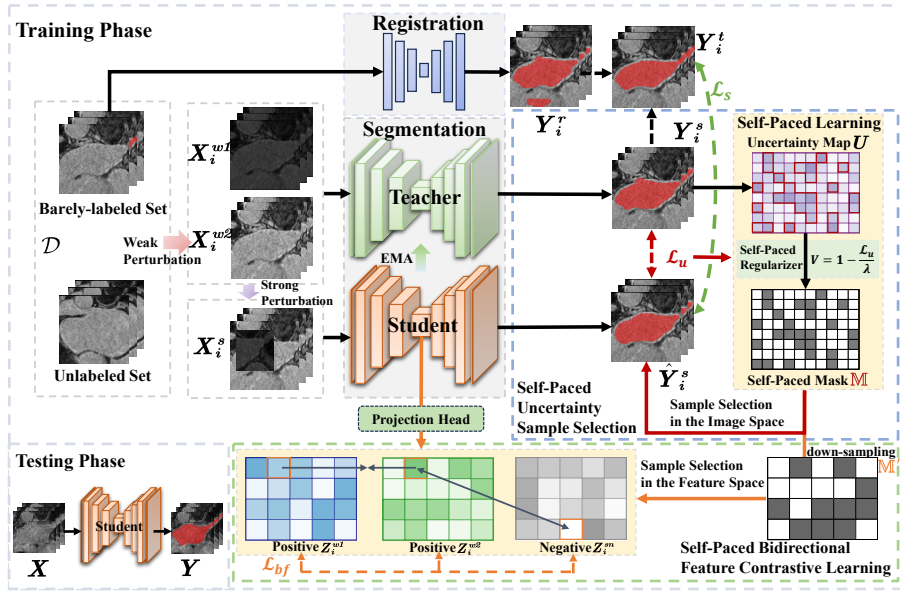 Training Phase
Registration
Y_i^r
Y_i^t
ℒ_s
Barely-labeled Set
𝒟
Weak
Perturbation
Unlabeled Set
X_i^{w1}
X_i^{w2}
Strong
Perturbation
X_i^s
Segmentation
Teacher
EMA
Student
Projection Head
Y_i^s
ℒ_u
Ŷ_i^s
Self-Paced
Uncertainty
Sample Selection
Self-Paced Learning
Uncertainty Map U
Self-Paced
Regularizer
V = 1 − ℒ_u/λ
Self-Paced Mask 𝕄
Sample Selection
in the Image Space
Testing Phase
X
Student
Y
Positive Z_i^{w1}
Positive Z_i^{w2}
Negative Z_i^{sn}
ℒ_{bf}
Sample Selection
in the Feature Space
down-sampling
𝕄′
Self-Paced Bidirectional
Feature Contrastive Learning